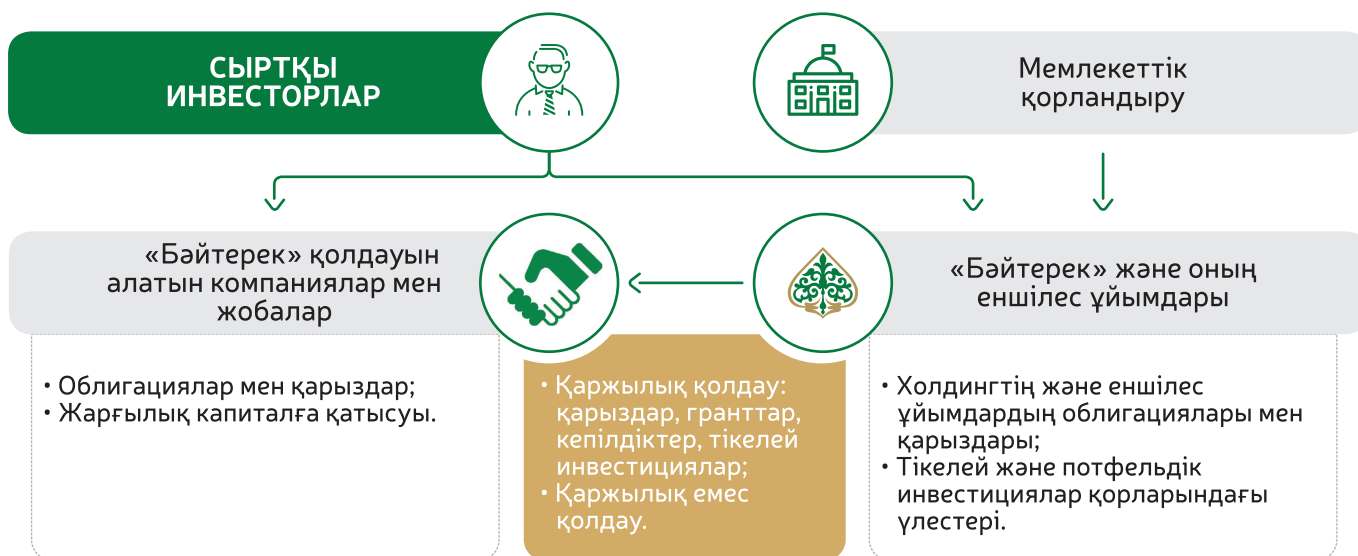 СЫРТҚЫ
ИНВЕСТОРЛАР
Мемлекеттік
қорландыру
«Бәйтерек» қолдауын
алатын компаниялар мен
жобалар
«Бәйтерек» және оның
еншілес ұйымдары
• Облигациялар мен қарыздар;
• Жарғылық капиталға қатысуы.
• Қаржылық қолдау:
қарыздар, гранттар,
кепілдіктер, тікелей
инвестициялар;
• Қаржылық емес
қолдау.
• Холдингтің және еншілес
ұйымдардың облигациялары мен
қарыздары;
• Тікелей және потфельдік
инвестициялар қорларындағы
үлестері.